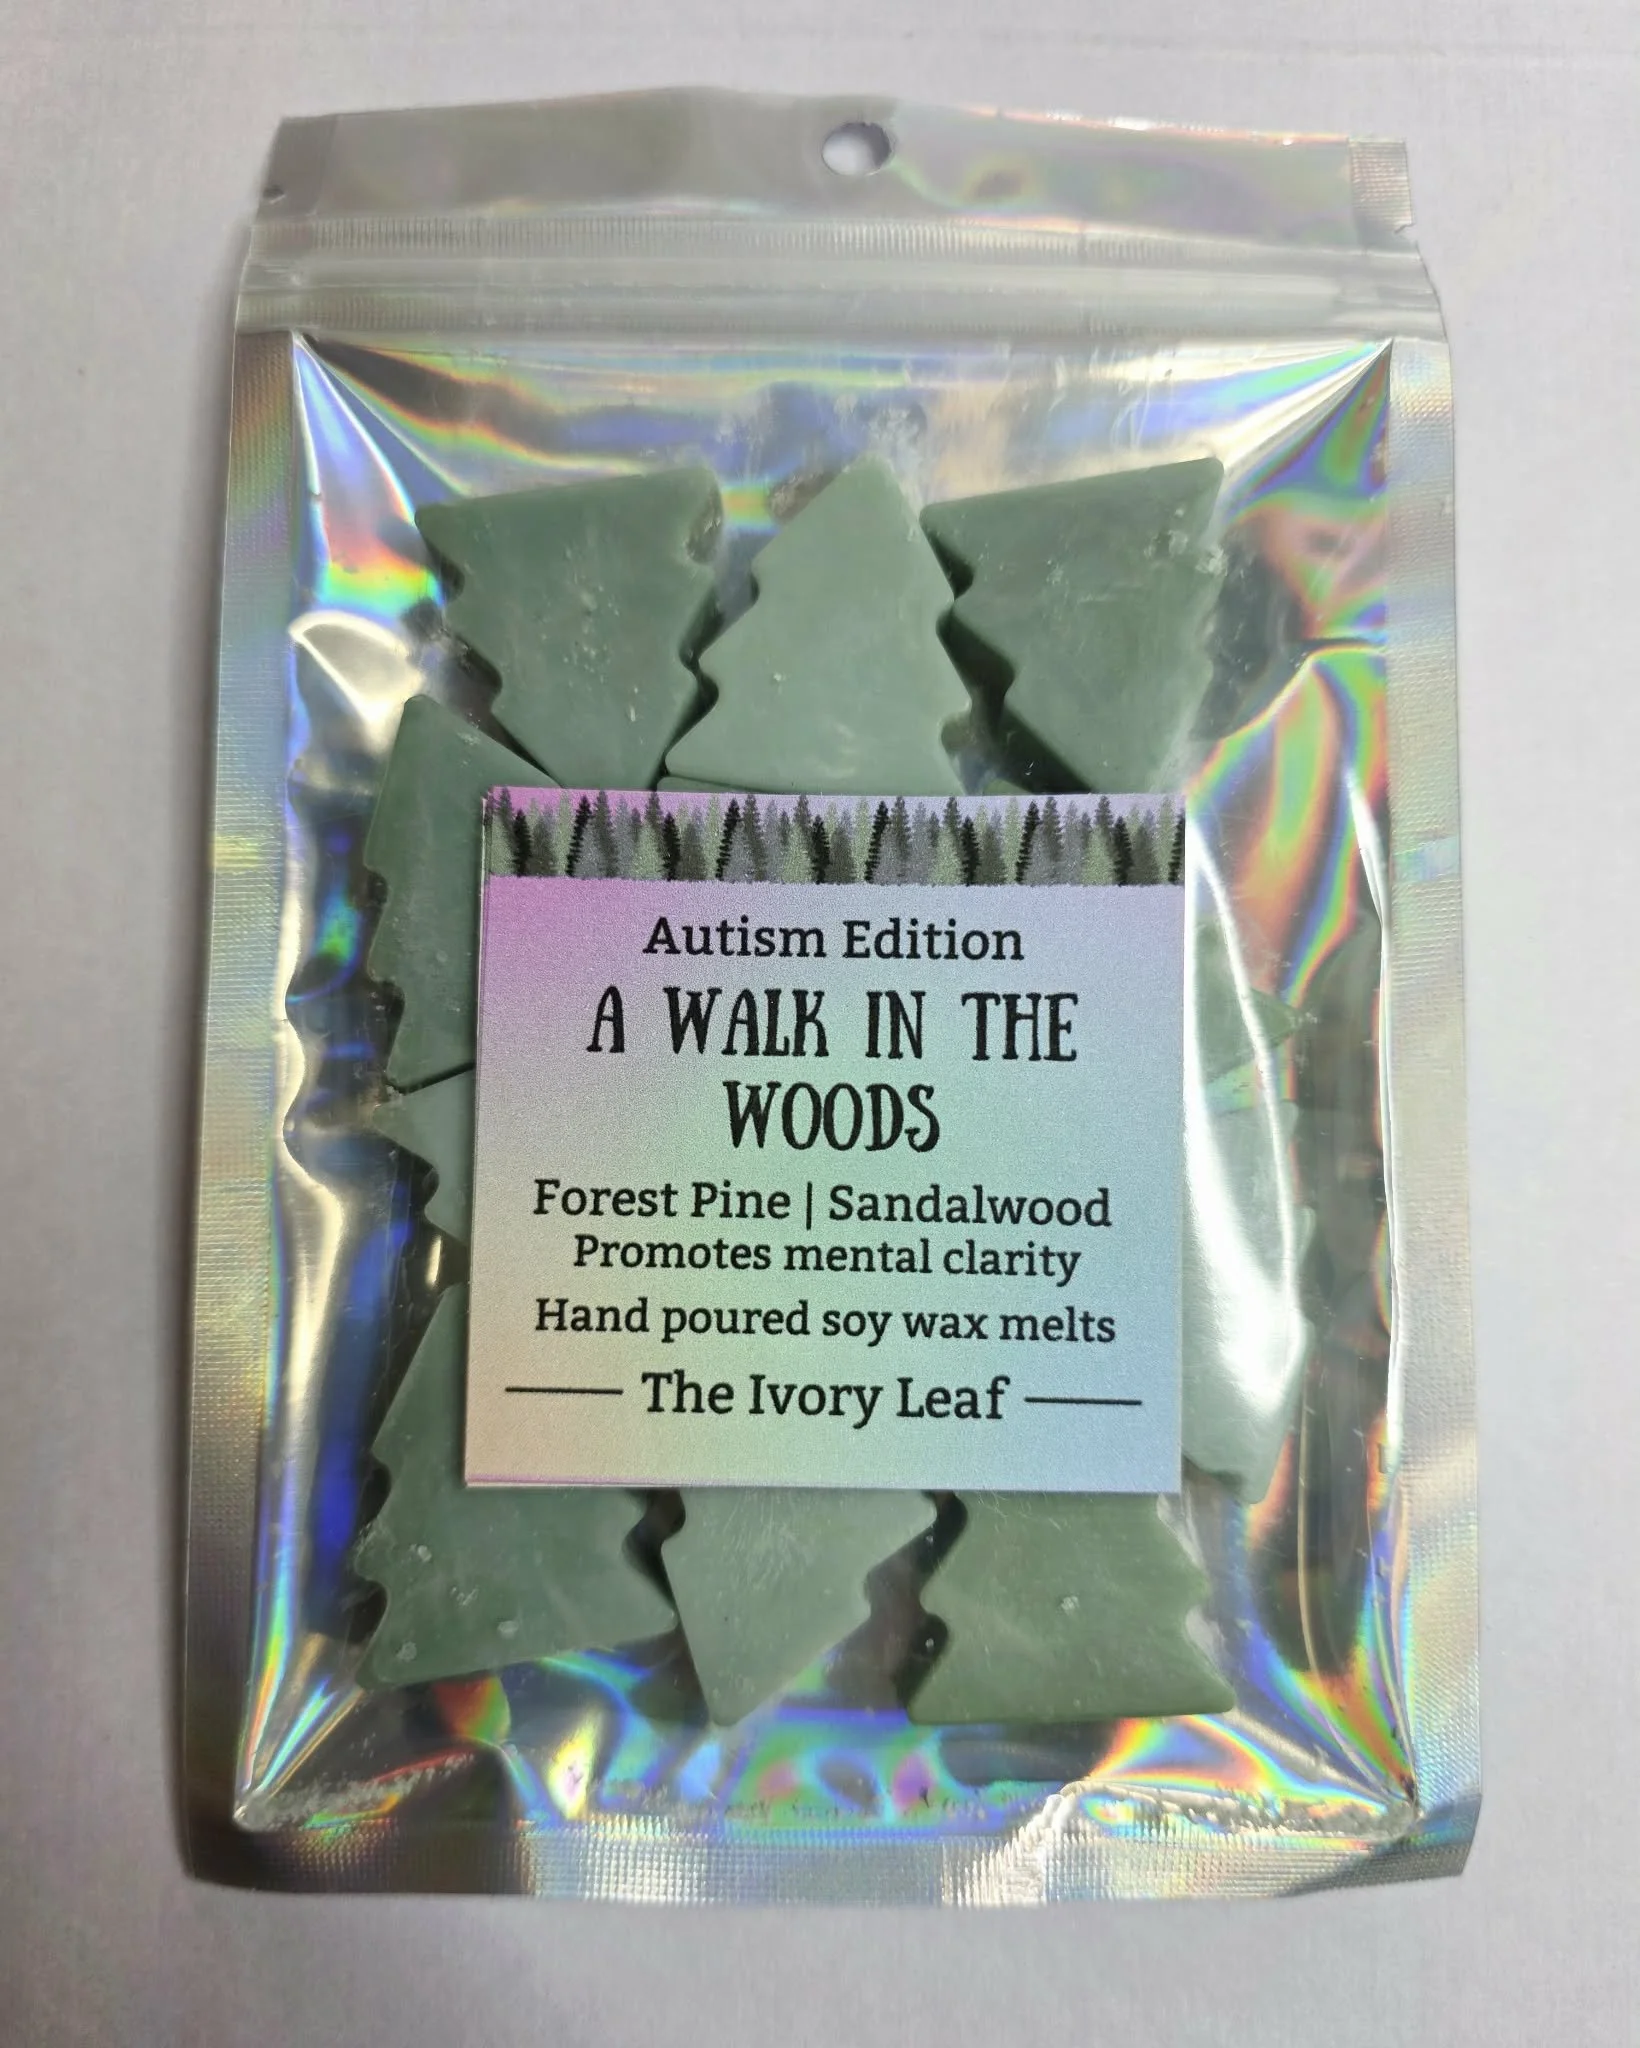 Autism Edition
A WALK IN THE
WOODS
Forest Pine | Sandalwood
Promotes mental clarity
Hand poured soy wax melts
The Ivory Leaf